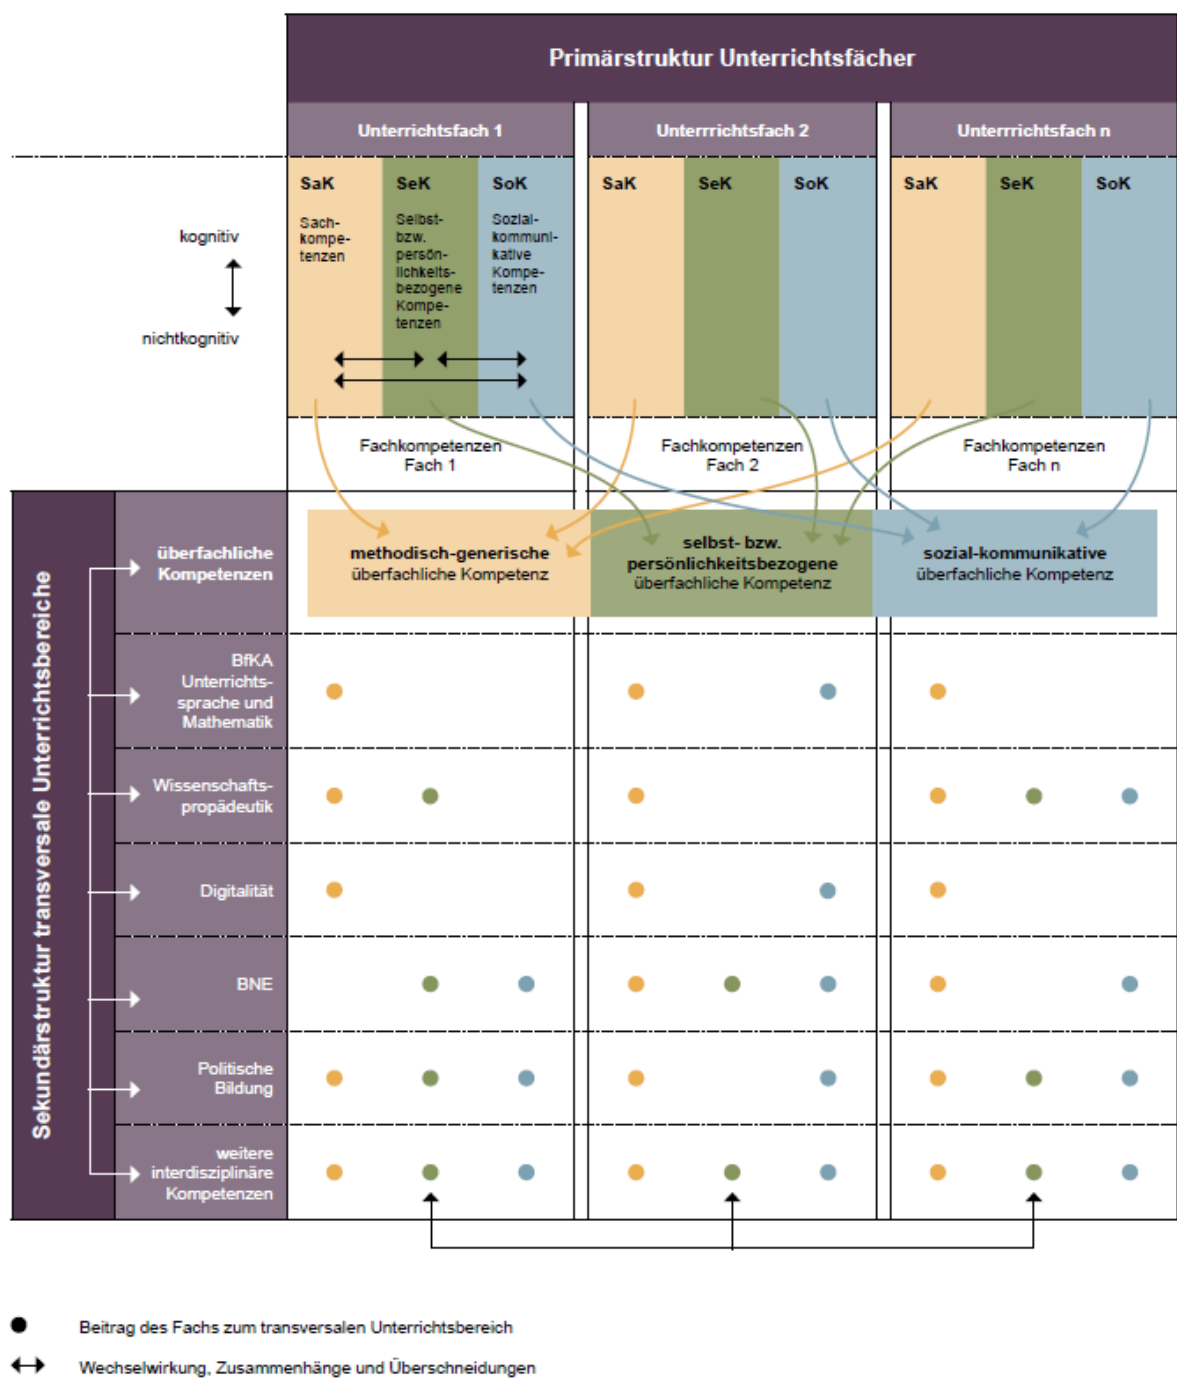 Primärstruktur Unterrichtsfächer
Unterrichtsfach 1
Unterrrichtsfach 2
Unterrrichtsfach n
SaK
SeK
SoK
SaK
SeK
SoK
SaK
SeK
SoK
kognitiv
nichtkognitiv
Sach-
kompe-
tenzen
Selbst-
bzw.
persön-
lichkeits-
bezogene
Kompe-
tenzen
Sozial-
kommuni-
kative
Kompe-
tenzen
Fachkompetenzen
Fach 1
Fachkompetenzen
Fach 2
Fachkompetenzen
Fach n
Sekundärstruktur transversale Unterrichtsbereiche
überfachliche
Kompetenzen
methodisch-generische
überfachliche Kompetenz
selbst- bzw.
persönlichkeitsbezogene
überfachliche Kompetenz
sozial-kommunikative
überfachliche Kompetenz
BfKA
Unterrichts-
sprache und
Mathematik
Wissenschafts-
propädeutik
Digitalität
BNE
Politische
Bildung
weitere
interdisziplinäre
Kompetenzen
Beitrag des Fachs zum transversalen Unterrichtsbereich
Wechselwirkung, Zusammenhänge und Überschneidungen